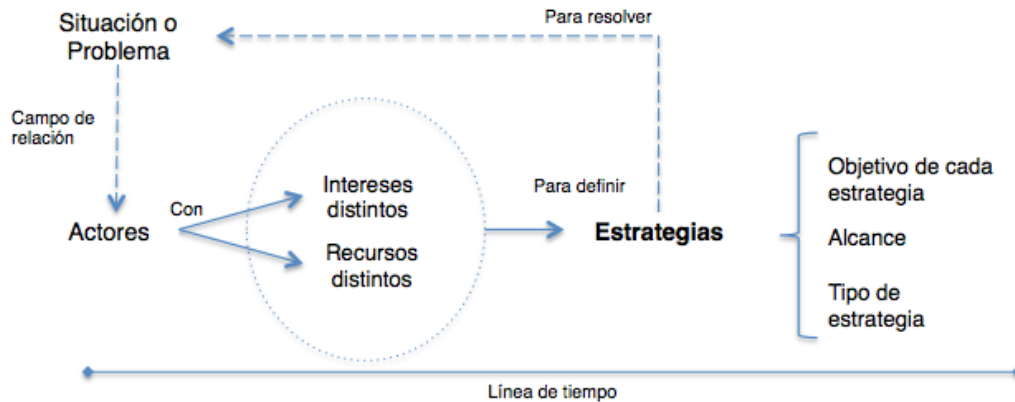 Situación o
Problema
Para resolver
Campo de
relación
Actores
Con
Intereses
distintos
Recursos
distintos
Para definir
Estrategias
Objetivo de cada
estrategia
Alcance
Tipo de
estrategia
Línea de tiempo